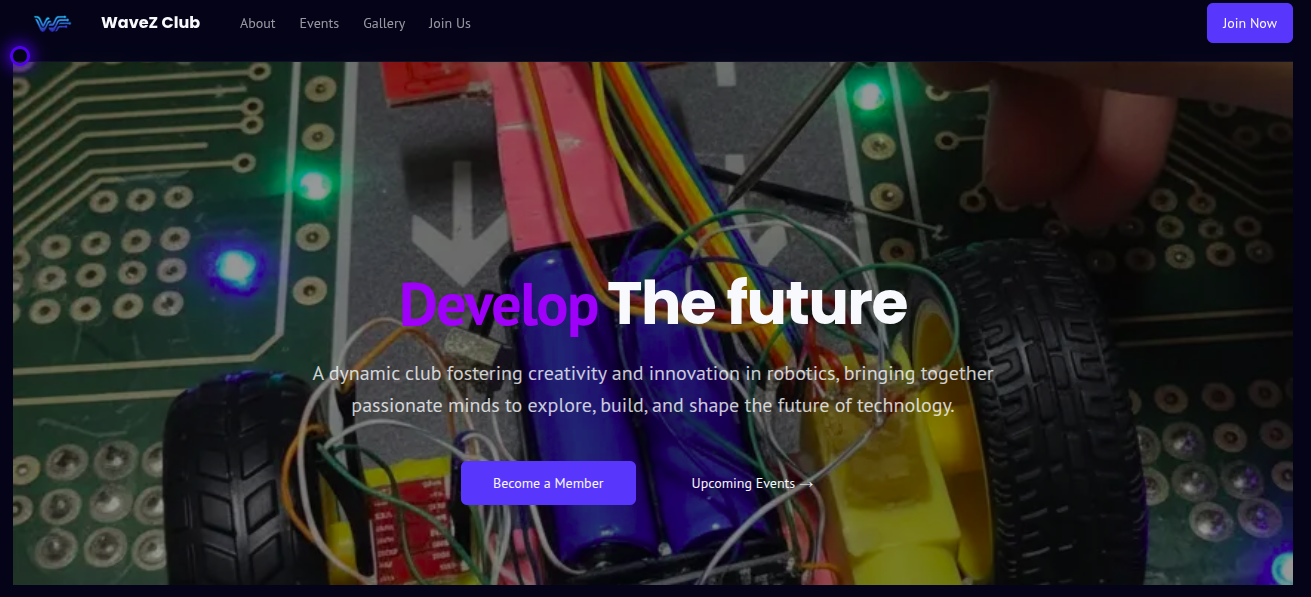 WaveZ Club
About
Events
Gallery
Join Us
Join Now
Develop The future
A dynamic club fostering creativity and innovation in robotics, bringing together
passionate minds to explore, build, and shape the future of technology.
Become a Member
Upcoming Events →